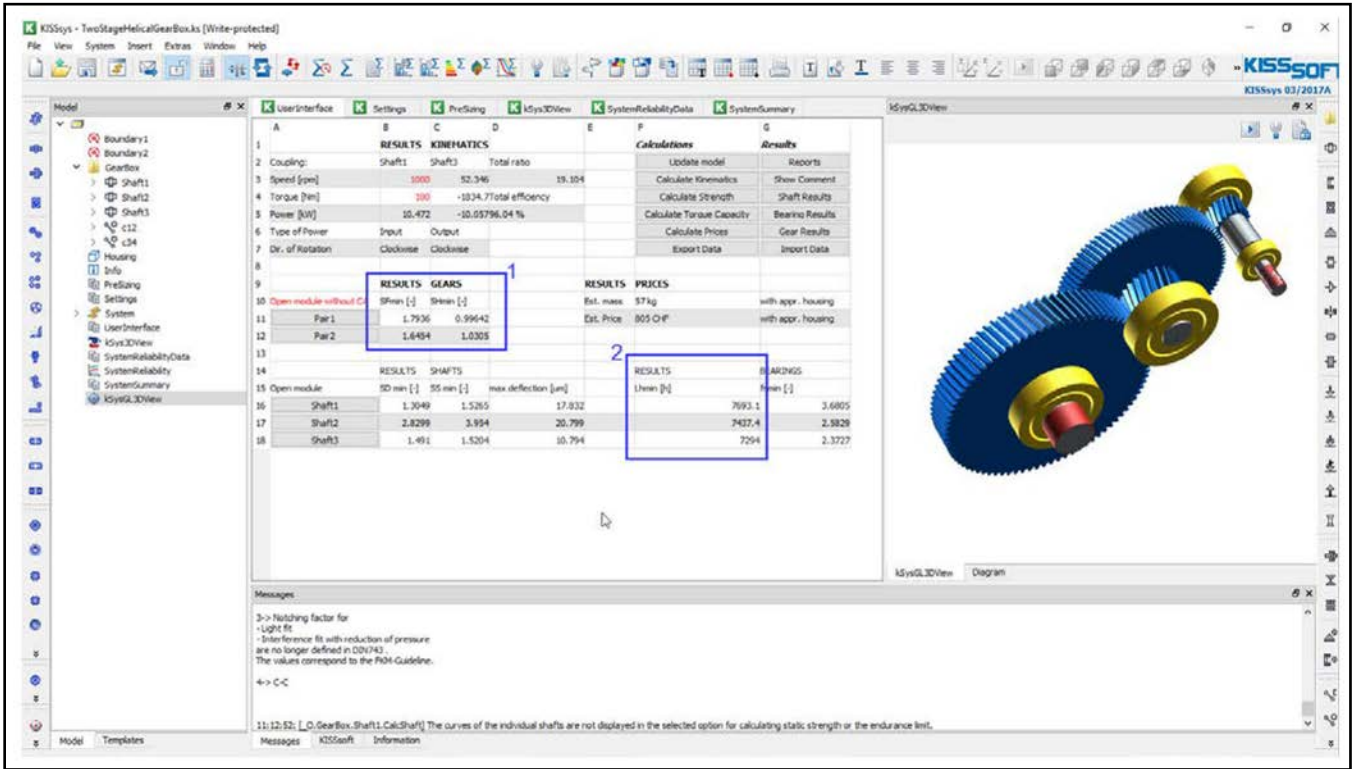 KISSsys - TwoStageHelicalGearBox.ks [Write-protected]
File View System Insert Extras Window Help
KISSsoft
KISSsys 03/2017A
Model
Boundary1
Boundary2
GearBox
Shaft1
Shaft2
Shaft3
c12
c34
Housing
Info
PreSizing
Settings
System
UserInterface
kSys3DView
SystemReliabilityData
SystemReliability
SystemSummary
kSysGL3DView
Model Templates
UserInterface Settings PreSizing kSys3DView SystemReliabilityData SystemSummary
A B C D E F G
1 RESULTS KINEMATICS Calculations Results
2 Coupling: Shaft1 Shaft3 Total ratio Update model Reports
3 Speed [rpm] 1000 52.346 19.104 Calculate Kinematics Show Comment
4 Torque [Nm] 100 -1834.7 Total efficency Calculate Strength Shaft Results
5 Power [kW] 10.472 -10.057 96.04 % Calculate Torque Capacity Bearing Results
6 Type of Power Input Output Calculate Prices Gear Results
7 Dir. of Rotation Clockwise Clockwise Export Data Import Data
8
9 RESULTS GEARS RESULTS PRICES
10 Open module without SFmin [-] SHmin [-] Est. mass 57 kg with appr. housing
11 Pair1 1.7936 0.99642 Est. Price 805 CHF with appr. housing
12 Pair2 1.6454 1.0305
13
14 RESULTS SHAFTS RESULTS BEARINGS
15 Open module SD min [-] SS min [-] max deflection [µm] Lhmin [h] [-]
16 Shaft1 1.3049 1.5265 17.832 7693.1 3.6805
17 Shaft2 2.8299 3.954 20.799 7437.4 2.5829
18 Shaft3 1.491 1.5204 10.794 7294 2.3727
1
2
kSysGL3DView
kSysGL3DView Diagram
Messages
3-> Notching factor for
- Light fit
- Interference fit with reduction of pressure
are no longer defined in DIN743 .
The values correspond to the FKM-Guideline.
4-> C-C
11:12:52: [_O.GearBox.Shaft1.CalcShaft] The curves of the individual shafts are not displayed in the selected option for calculating static strength or the endurance limit.
Messages KISSsoft Information